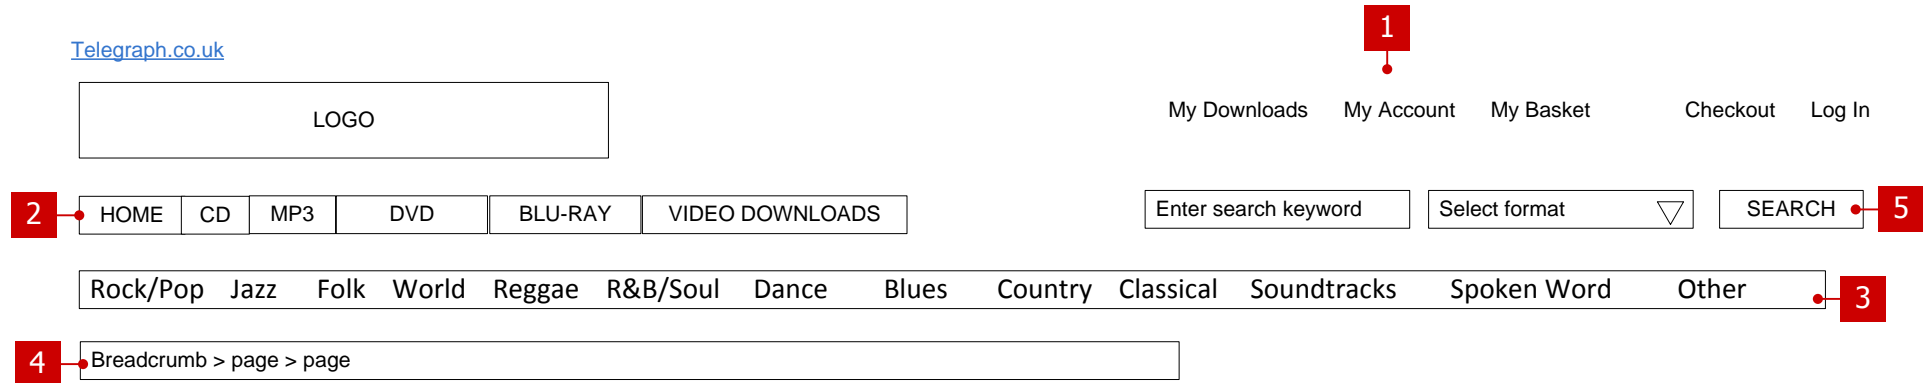 1
Telegraph.co.uk
LOGO
My Downloads My Account My Basket Checkout Log In
2 HOME CD MP3 DVD BLU-RAY VIDEO DOWNLOADS Enter search keyword Select format SEARCH 5
Rock/Pop Jazz Folk World Reggae R&B/Soul Dance Blues Country Classical Soundtracks Spoken Word Other 3
4 Breadcrumb > page > page